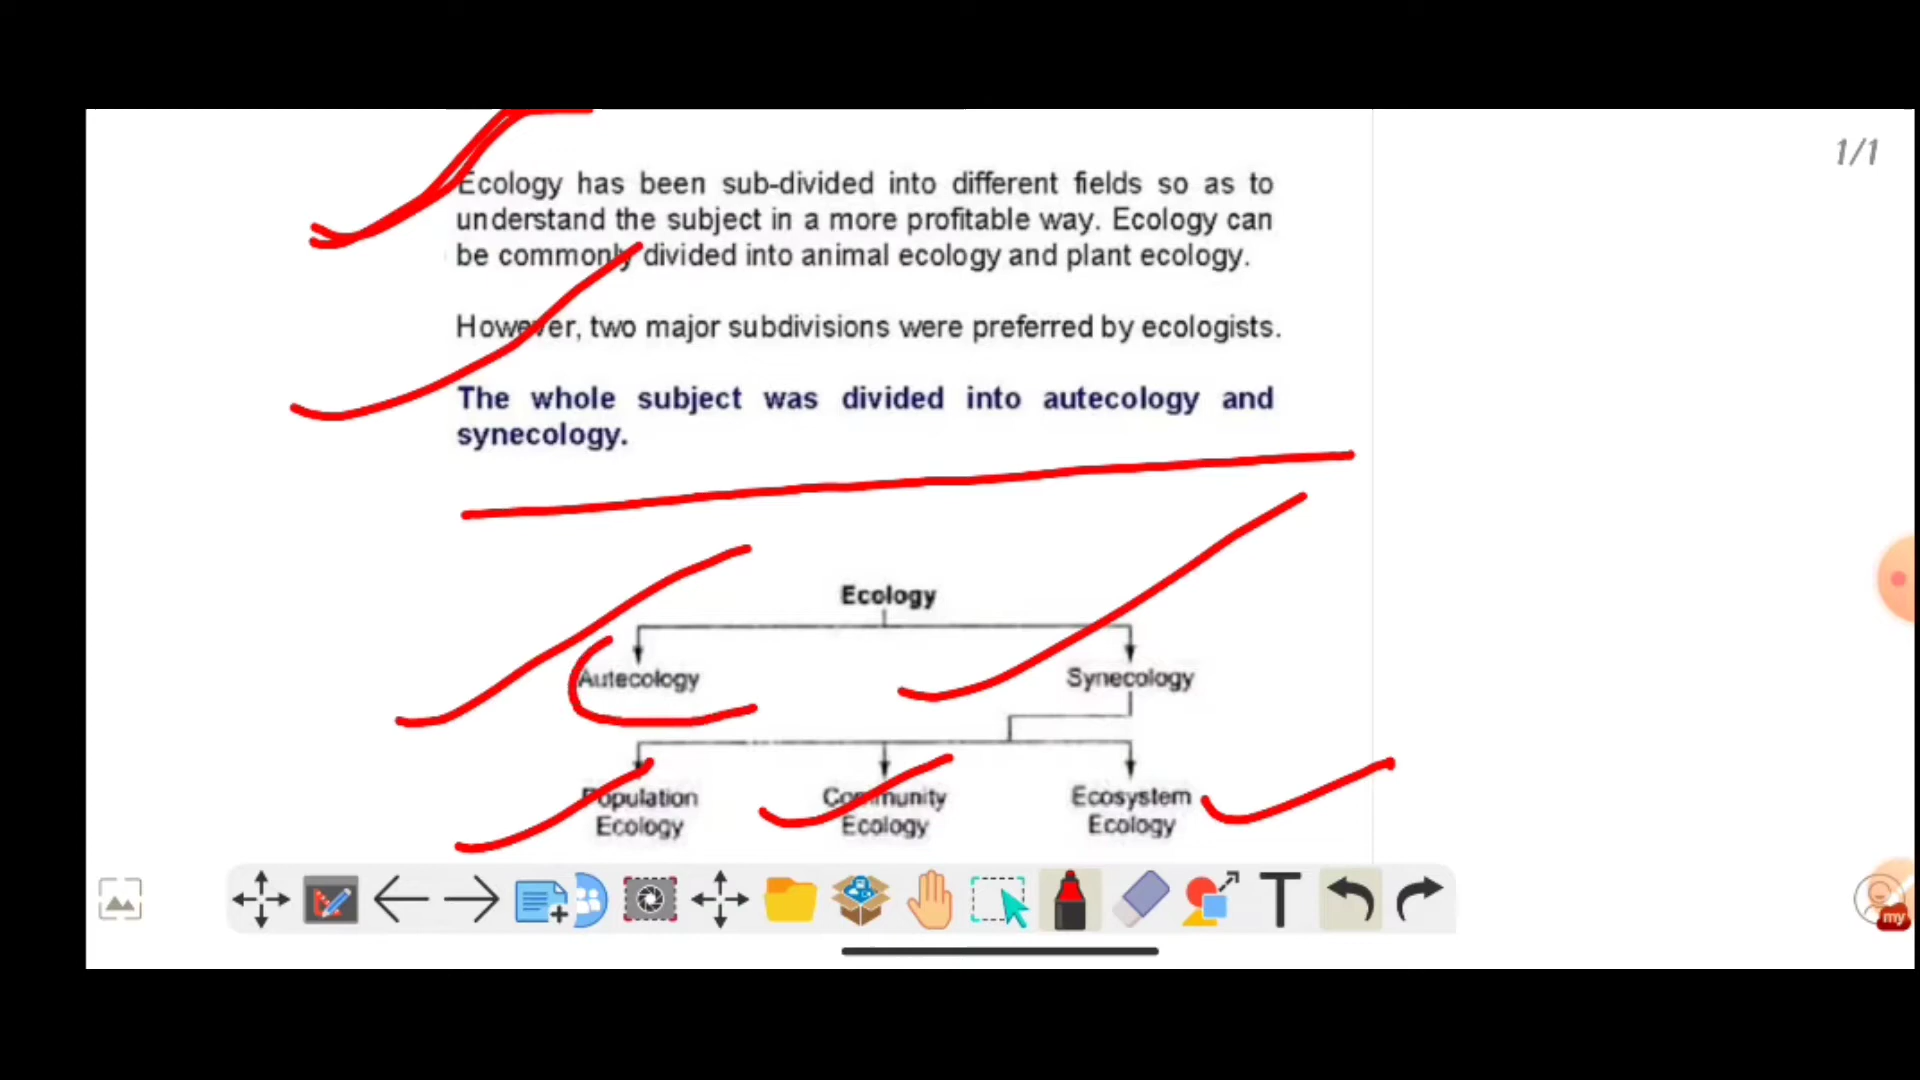 1/1
Ecology has been sub-divided into different fields so as to
understand the subject in a more profitable way. Ecology can
be commonly divided into animal ecology and plant ecology.
However, two major subdivisions were preferred by ecologists.
The whole subject was divided into autecology and
synecology.
Ecology
Autecology
Synecology
Population
Ecology
Community
Ecology
Ecosystem
Ecology
T
my